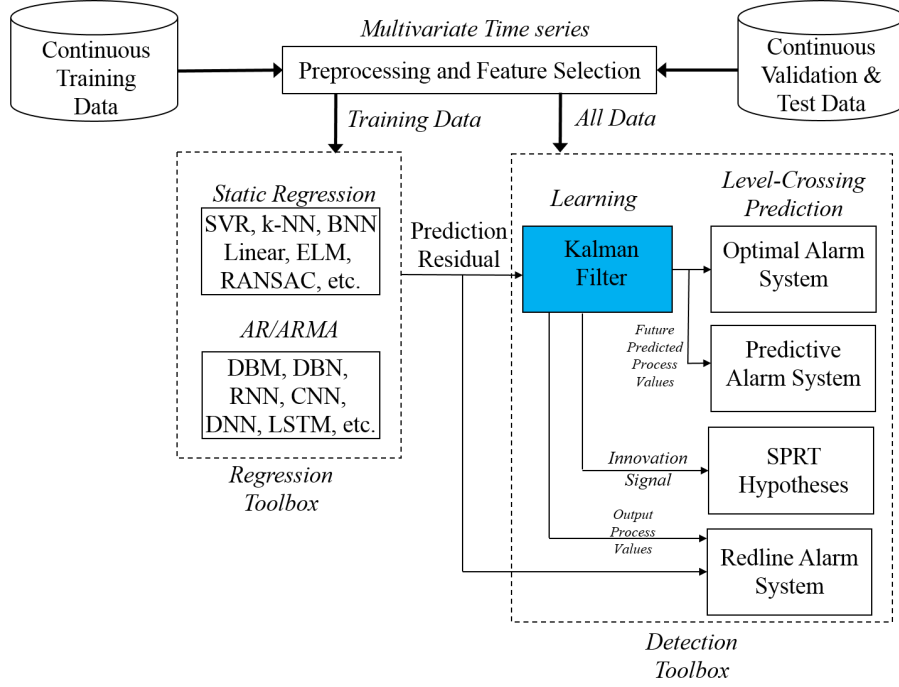 Continuous
Training
Data
Multivariate Time series
Preprocessing and Feature Selection
Continuous
Validation &
Test Data
Training Data
All Data
Static Regression
SVR, k-NN, BNN
Linear, ELM,
RANSAC, etc.
AR/ARMA
DBM, DBN,
RNN, CNN,
DNN, LSTM, etc.
Regression
Toolbox
Prediction
Residual
Learning
Kalman
Filter
Level-Crossing
Prediction
Optimal Alarm
System
Future
Predicted
Process
Values
Predictive
Alarm System
Innovation
Signal
SPRT
Hypotheses
Output
Process
Values
Redline Alarm
System
Detection
Toolbox